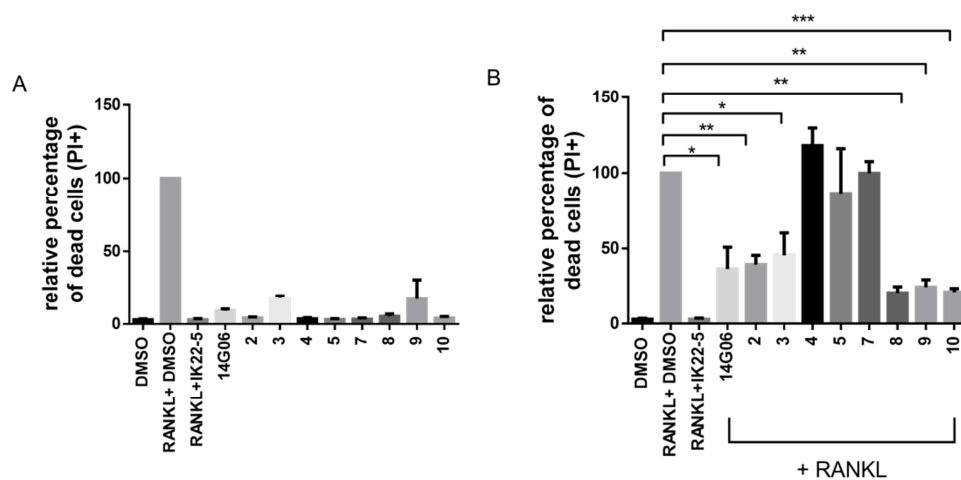 A
relative percentage
of dead cells (PI+)
150
100
50
0
DMSO
RANKL+ DMSO
RANKL+IK22-5
14G06
2
3
4
5
7
8
9
10
B
relative percentage of
dead cells (PI+)
***
**
**
*
**
*
150
100
50
0
DMSO
RANKL+ DMSO
RANKL+IK22-5
14G06
2
3
4
5
7
8
9
10
+ RANKL